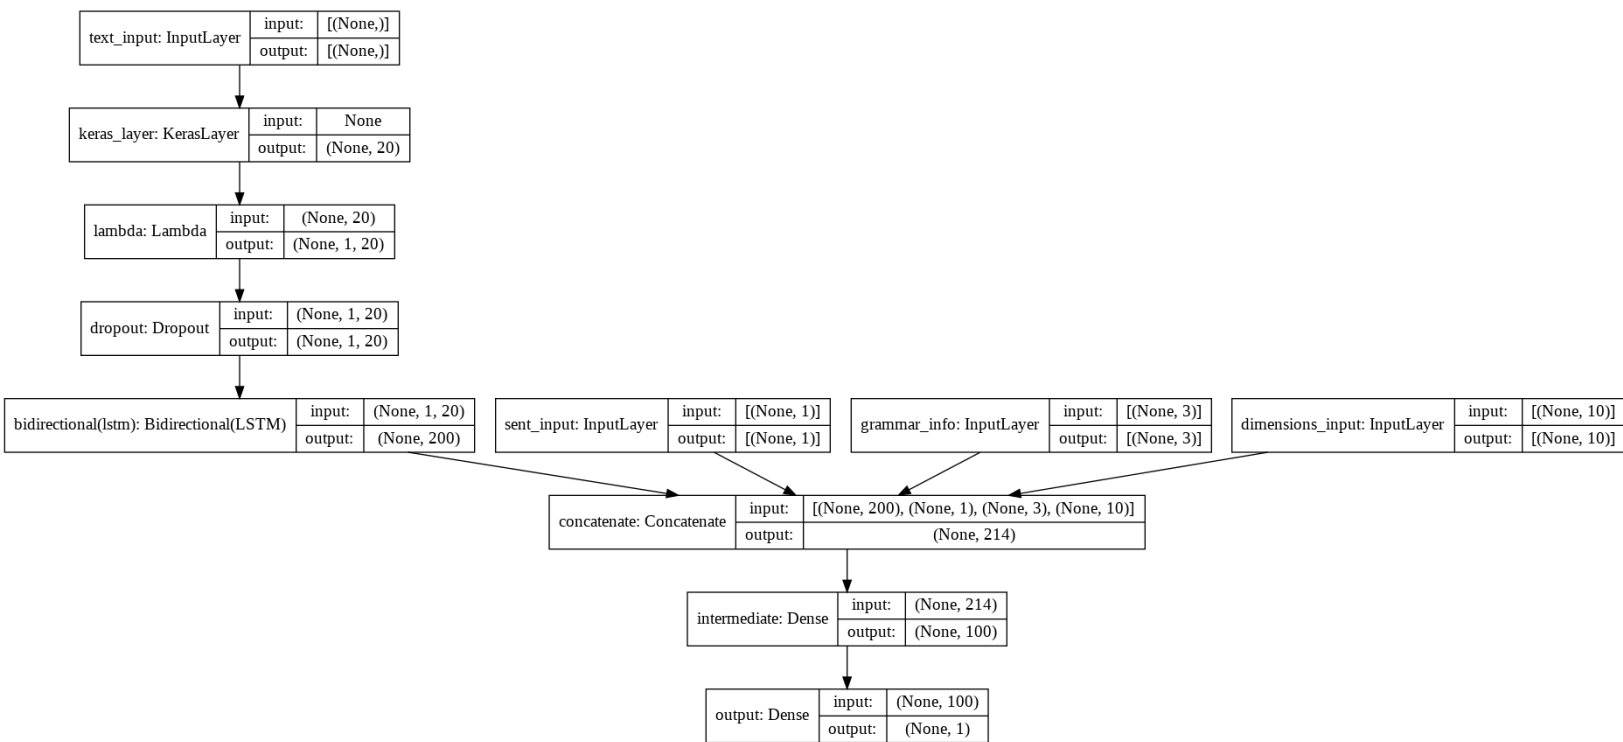 text_input: InputLayer
input: [(None,)]
output: [(None,)]
keras_layer: KerasLayer
input: None
output: (None, 20)
lambda: Lambda
input: (None, 20)
output: (None, 1, 20)
dropout: Dropout
input: (None, 1, 20)
output: (None, 1, 20)
bidirectional(lstm): Bidirectional(LSTM)
input: (None, 1, 20)
output: (None, 200)
sent_input: InputLayer
input: [(None, 1)]
output: [(None, 1)]
grammar_info: InputLayer
input: [(None, 3)]
output: [(None, 3)]
dimensions_input: InputLayer
input: [(None, 10)]
output: [(None, 10)]
concatenate: Concatenate
input: [(None, 200), (None, 1), (None, 3), (None, 10)]
output: (None, 214)
intermediate: Dense
input: (None, 214)
output: (None, 100)
output: Dense
input: (None, 100)
output: (None, 1)